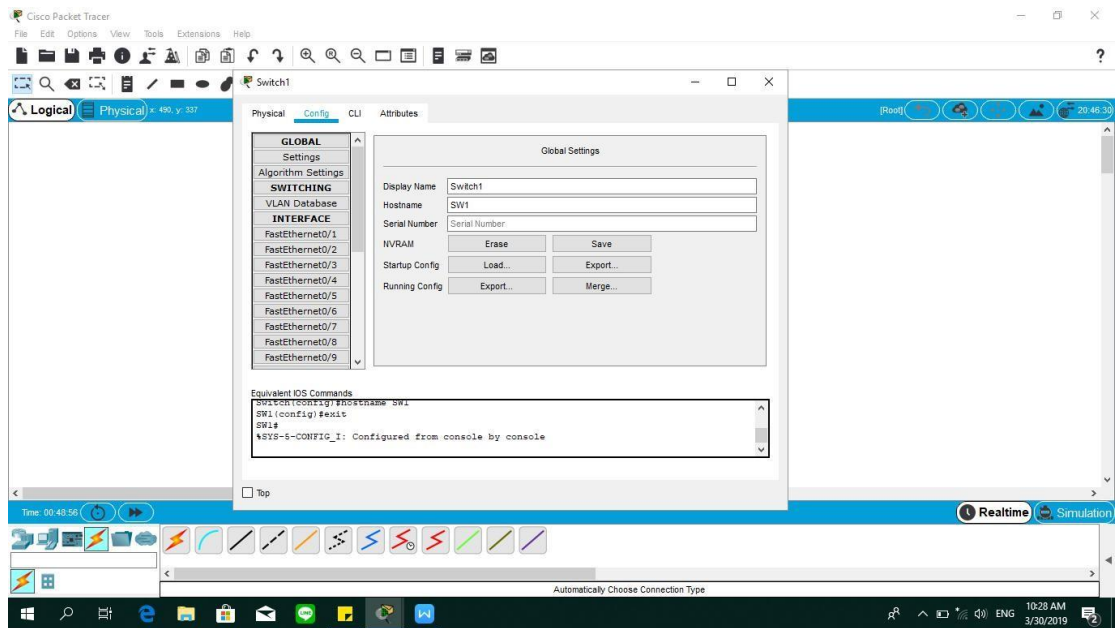 Cisco Packet Tracer
File Edit Options View Tools Extensions Help
?
Switch1
Logical
Physical
x: 490, y: 337
[Root]
20:46:30
Physical Config CLI Attributes
GLOBAL
Settings
Algorithm Settings
SWITCHING
VLAN Database
INTERFACE
FastEthernet0/1
FastEthernet0/2
FastEthernet0/3
FastEthernet0/4
FastEthernet0/5
FastEthernet0/6
FastEthernet0/7
FastEthernet0/8
FastEthernet0/9
Global Settings
Display Name Switch1
Hostname SW1
Serial Number Serial Number
NVRAM Erase Save
Startup Config Load... Export...
Running Config Export... Merge...
Equivalent IOS Commands
Switch(config)#hostname SW1
SW1(config)#exit
SW1#
%SYS-5-CONFIG_I: Configured from console by console
Top
Time: 00:48:56
Realtime
Simulation
Automatically Choose Connection Type
ENG
10:28 AM
3/30/2019
2